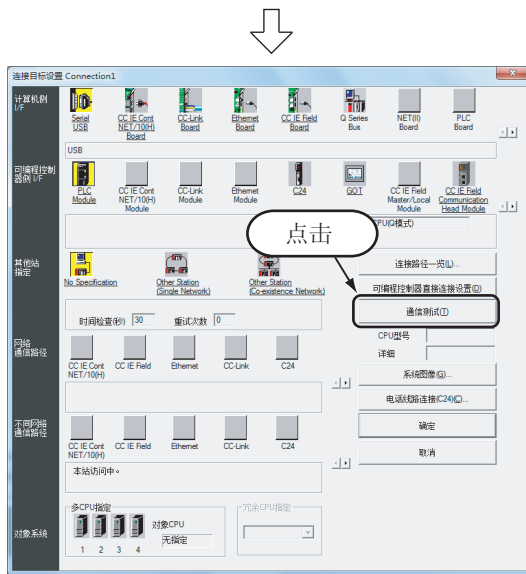 连接目标设置 Connection1
计算机侧
I/F
Serial
USB
CC IE Cont
NET/10(H)
Board
CC-Link
Board
Ethernet
Board
CC IE Field
Board
Q Series
Bus
NET(II)
Board
PLC
Board
USB
可编程控制
器侧 I/F
PLC
Module
CC IE Cont
NET/10(H)
Module
CC-Link
Module
Ethernet
Module
C24
GOT
CC IE Field
Master/Local
Module
CC IE Field
Communication
Head Module
CPU(Q模式)
点击
其他站
指定
No Specification
Other Station
(Single Network)
Other Station
(Co-existence Network)
连接路径一览(L)...
可编程控制器直接连接设置(D)
通信测试(T)
时间检查(秒) 30 重试次数 0
CPU型号
详细
网络
通信路径
CC IE Cont
NET/10(H)
CC IE Field
Ethernet
CC-Link
C24
系统图像(G)...
电话线路连接(C24)(C)...
不同网络
通信路径
CC IE Cont
NET/10(H)
CC IE Field
Ethernet
CC-Link
C24
确定
取消
本站访问中。
对象系统
多CPU指定
1 2 3 4
对象CPU
无指定
冗余CPU指定